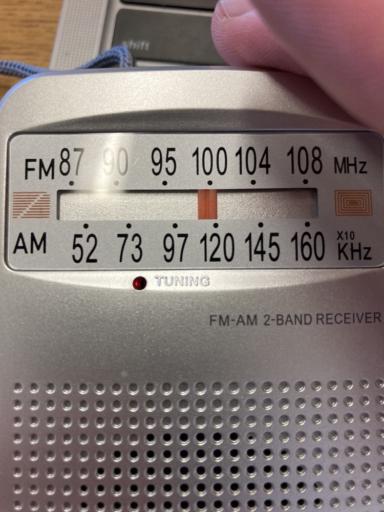 shift
FM 87 90 95 100 104 108 MHz
AM 52 73 97 120 145 160 X10 KHz
TUNING
FM-AM 2-BAND RECEIVER